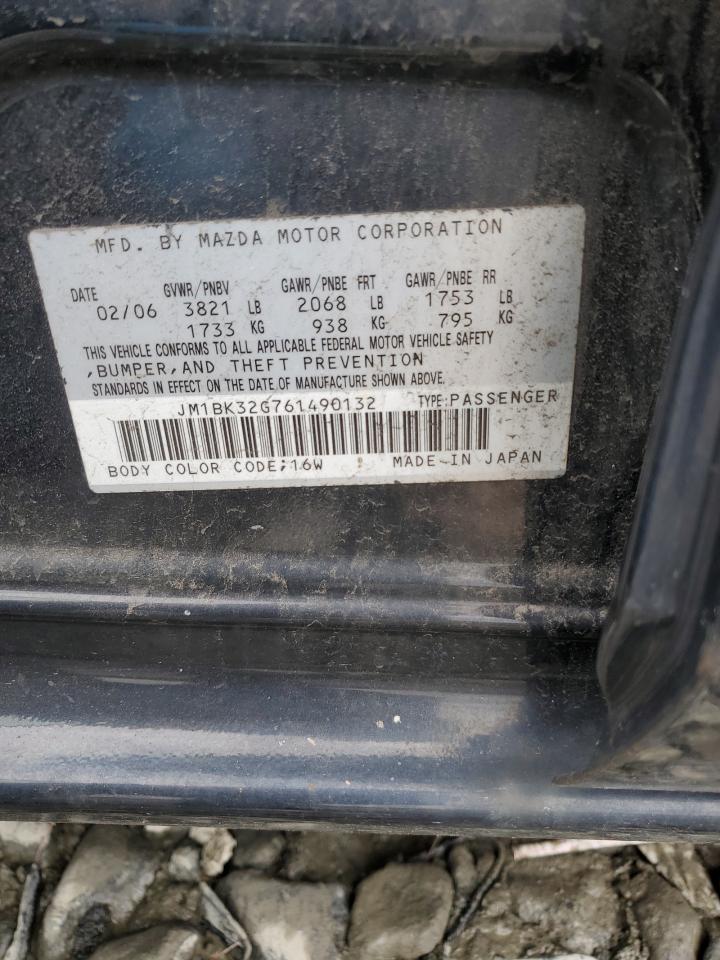 MFD. BY MAZDA MOTOR CORPORATION
DATE GVWR/PNBV GAWR/PNBE FRT GAWR/PNBE RR
02/06 3821 LB 2068 LB 1753 LB
1733 KG 938 KG 795 KG
THIS VEHICLE CONFORMS TO ALL APPLICABLE FEDERAL MOTOR VEHICLE SAFETY
,BUMPER,AND THEFT PREVENTION
STANDARDS IN EFFECT ON THE DATE OF MANUFACTURE SHOWN ABOVE.
JM1BK32G761490132 TYPE:PASSENGER
BODY COLOR CODE;16W : MADE-IN JAPAN